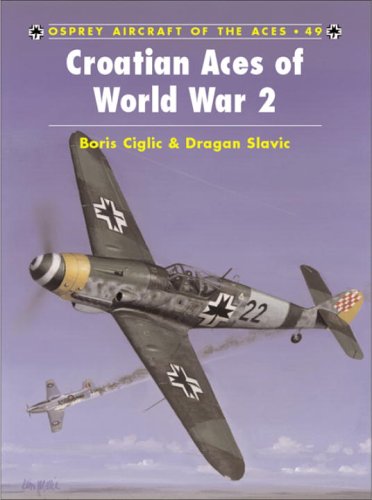 OSPREY AIRCRAFT OF THE ACES • 49
Croatian Aces of
World War 2
Boris Ciglic & Dragan Slavic
22